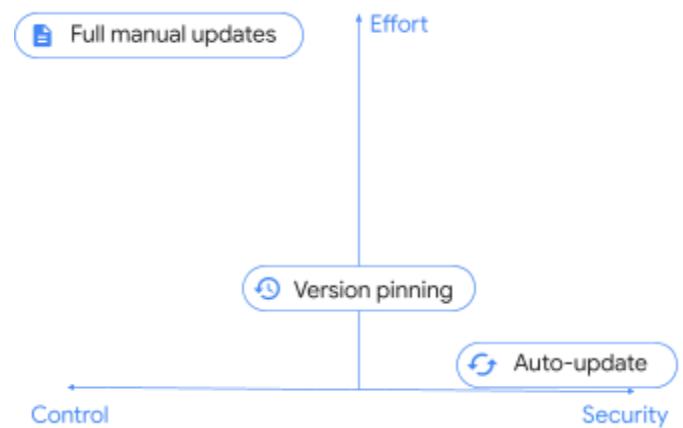 Full manual updates
Effort
Version pinning
Auto-update
Control
Security